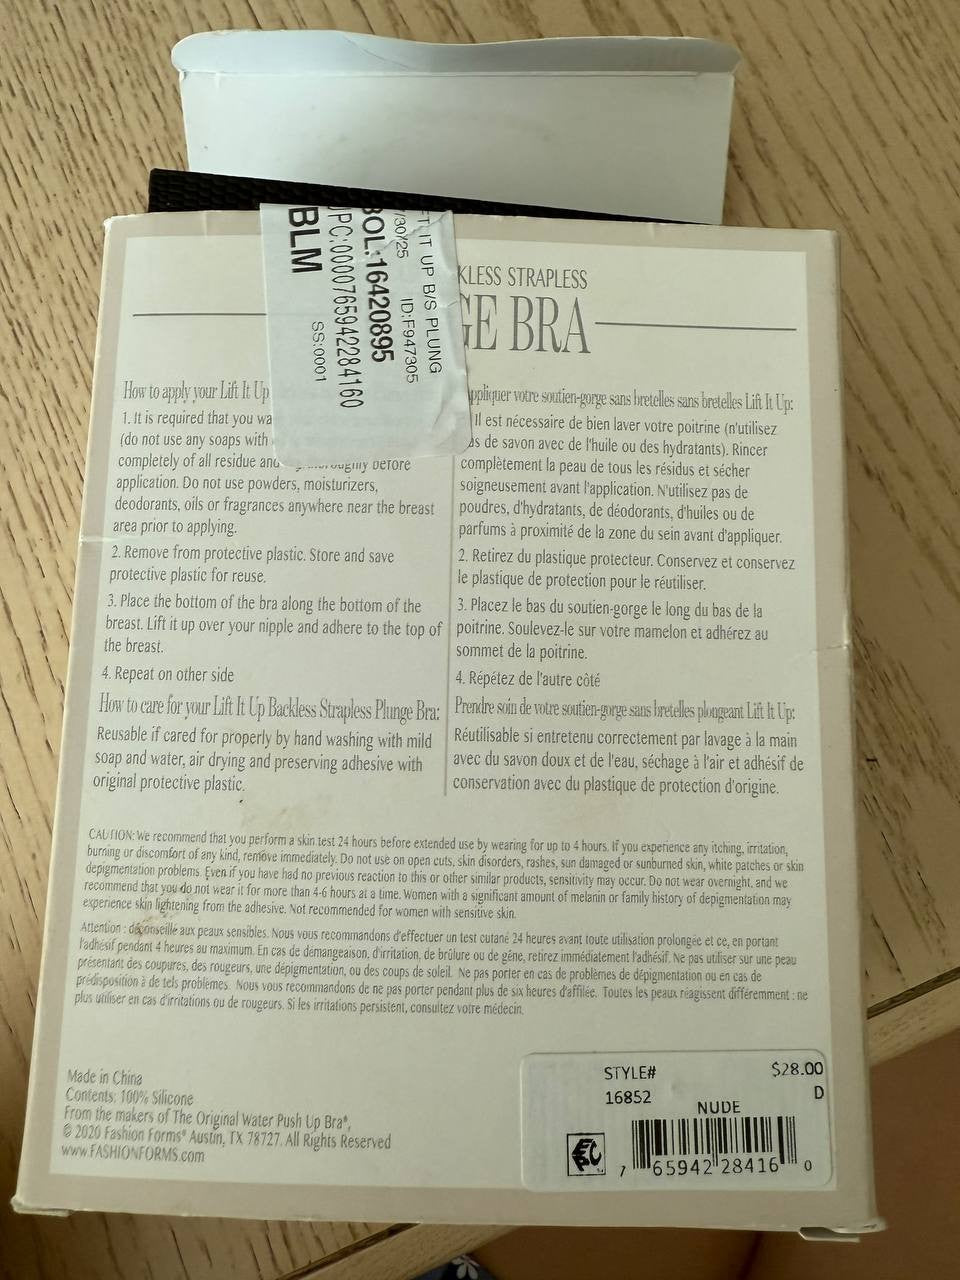 FT IT UP B/S PLUNG
/30/25 ID:F947305
BOL:16420895
UPC:0000765942284160
BLM SS:0001
KLESS STRAPLESS
GE BRA
How to apply your Lift It Up
1. It is required that you wa
(do not use any soaps with
completely of all residue and thoroughly before
application. Do not use powders, moisturizers,
deodorants, oils or fragrances anywhere near the breast
area prior to applying.
2. Remove from protective plastic. Store and save
protective plastic for reuse.
3. Place the bottom of the bra along the bottom of the
breast. Lift it up over your nipple and adhere to the top of
the breast.
4. Repeat on other side
How to care for your Lift It Up Backless Strapless Plunge Bra:
Reusable if cared for properly by hand washing with mild
soap and water, air drying and preserving adhesive with
original protective plastic.
ppliquer votre soutien-gorge sans bretelles sans bretelles Lift It Up:
Il est nécessaire de bien laver votre poitrine (n'utilisez
as de savon avec de l'huile ou des hydratants). Rincer
complètement la peau de tous les résidus et sécher
soigneusement avant l'application. N'utilisez pas de
poudres, d'hydratants, de déodorants, d'huiles ou de
parfums à proximité de la zone du sein avant d'appliquer.
2. Retirez du plastique protecteur. Conservez et conservez
le plastique de protection pour le réutiliser.
3. Placez le bas du soutien-gorge le long du bas de la
poitrine. Soulevez-le sur votre mamelon et adhérez au
sommet de la poitrine.
4. Répétez de l'autre côté
Prendre soin de votre soutien-gorge sans bretelles plongeant Lift It Up:
Réutilisable si entretenu correctement par lavage à la main
avec du savon doux et de l'eau, séchage à l'air et adhésif de
conservation avec du plastique de protection d'origine.
CAUTION: We recommend that you perform a skin test 24 hours before extended use by wearing for up to 4 hours. If you experience any itching, irritation,
burning or discomfort of any kind, remove immediately. Do not use on open cuts, skin disorders, rashes, sun damaged or sunburned skin, white patches or skin
depigmentation problems. Even if you have had no previous reaction to this or other similar products, sensitivity may occur. Do not wear overnight, and we
recommend that you do not wear it for more than 4-6 hours at a time. Women with a significant amount of melanin or family history of depigmentation may
experience skin lightening from the adhesive. Not recommended for women with sensitive skin.
Attention : déconseillé aux peaux sensibles. Nous vous recommandons d'effectuer un test cutané 24 heures avant toute utilisation prolongée et ce, en portant
l'adhésif pendant 4 heures au maximum. En cas de démangeaison, d'irritation, de brûlure ou de gêne, retirez immédiatement l'adhésif. Ne pas utiliser sur une peau
présentant des coupures, des rougeurs, une dépigmentation, ou des coups de soleil. Ne pas porter en cas de problèmes de dépigmentation ou en cas de
prédisposition à de tels problèmes. Nous vous recommandons de ne pas porter pendant plus de six heures d'affilée. Toutes les peaux réagissent différemment : ne
plus utiliser en cas d'irritations ou de rougeurs. Si les irritations persistent, consultez votre médecin.
Made in China
Contents: 100% Silicone
From the makers of The Original Water Push Up Bra®,
© 2020 Fashion Forms® Austin, TX 78727. All Rights Reserved
www.FASHIONFORMS.com
STYLE# $28.00
16852 D
NUDE
7 65942 28416 0